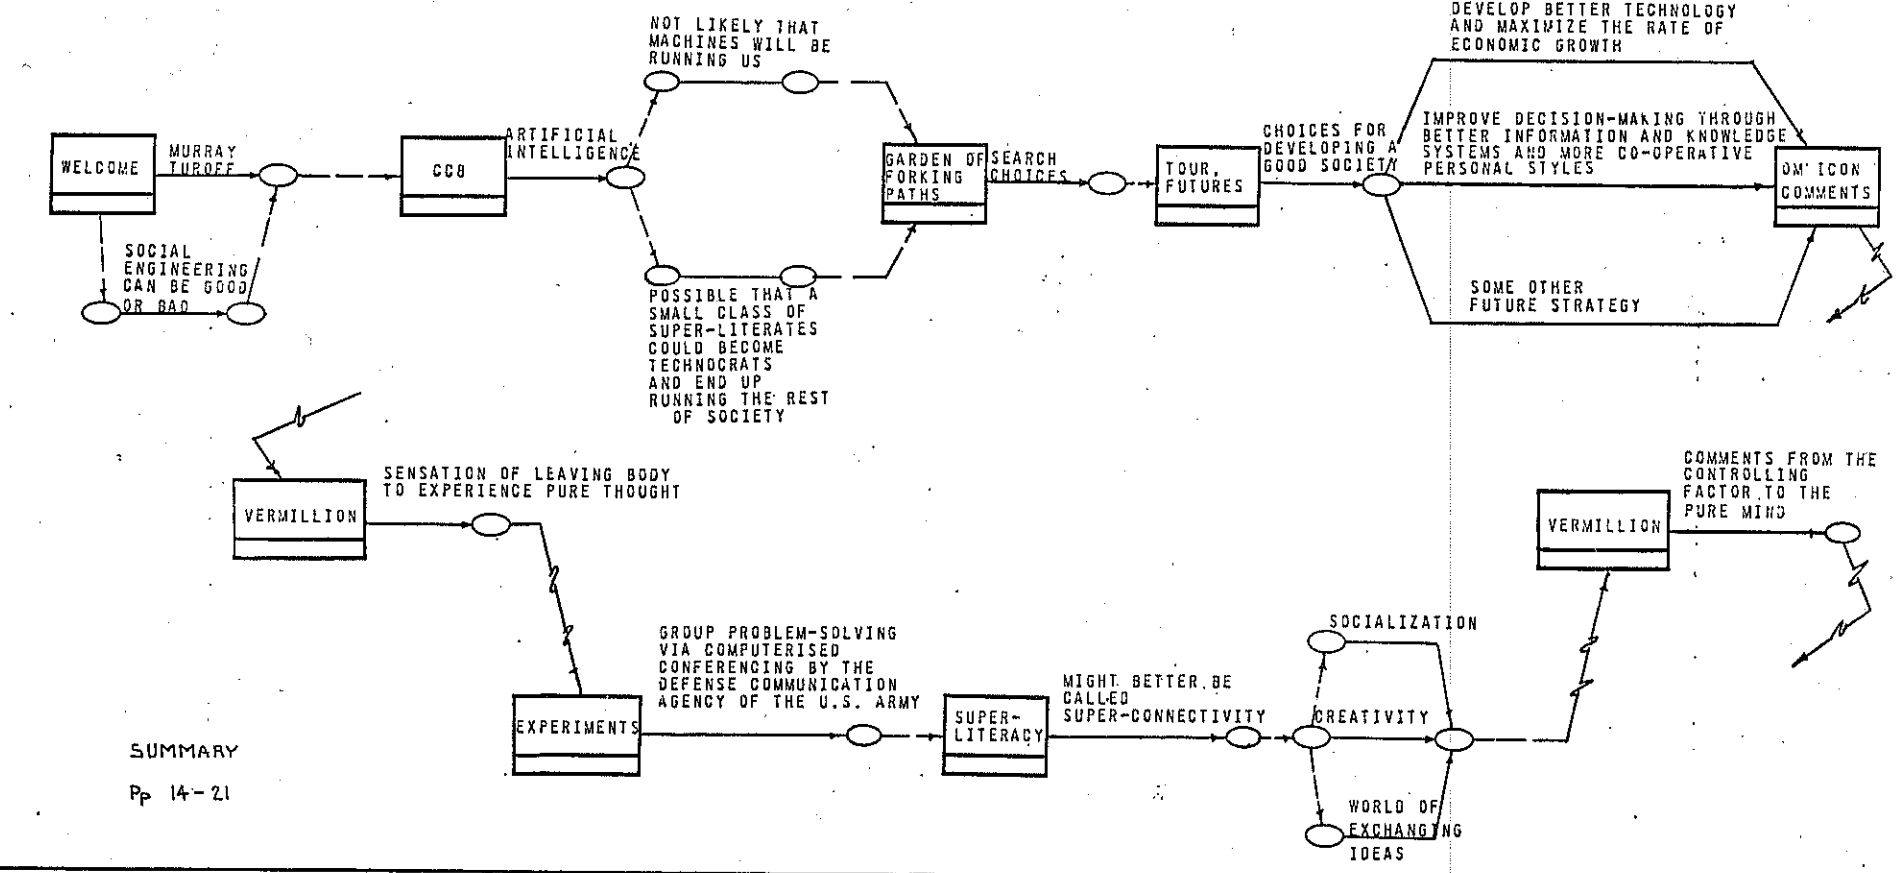 WELCOME
MURRAY
TUROFF
SOCIAL
ENGINEERING
CAN BE GOOD
OR BAD
CC8
ARTIFICIAL
INTELLIGENCE
NOT LIKELY THAT
MACHINES WILL BE
RUNNING US
POSSIBLE THAT A
SMALL CLASS OF
SUPER-LITERATES
COULD BECOME
TECHNOCRATS
AND END UP
RUNNING THE REST
OF SOCIETY
GARDEN OF
FORKING
PATHS
SEARCH
CHOICES
TOUR,
FUTURES
CHOICES FOR
DEVELOPING A
GOOD SOCIETY
DEVELOP BETTER TECHNOLOGY
AND MAXIMIZE THE RATE OF
ECONOMIC GROWTH
IMPROVE DECISION-MAKING THROUGH
BETTER INFORMATION AND KNOWLEDGE
SYSTEMS AND MORE CO-OPERATIVE
PERSONAL STYLES
SOME OTHER
FUTURE STRATEGY
OM'ICON
COMMENTS
VERMILLION
SENSATION OF LEAVING BODY
TO EXPERIENCE PURE THOUGHT
EXPERIMENTS
GROUP PROBLEM-SOLVING
VIA COMPUTERISED
CONFERENCING BY THE
DEFENSE COMMUNICATION
AGENCY OF THE U.S. ARMY
SUPER-
LITERACY
MIGHT BETTER BE
CALLED
SUPER-CONNECTIVITY
SOCIALIZATION
CREATIVITY
WORLD OF
EXCHANGING
IDEAS
VERMILLION
COMMENTS FROM THE
CONTROLLING
FACTOR TO THE
PURE MIND
SUMMARY
Pp 14-21